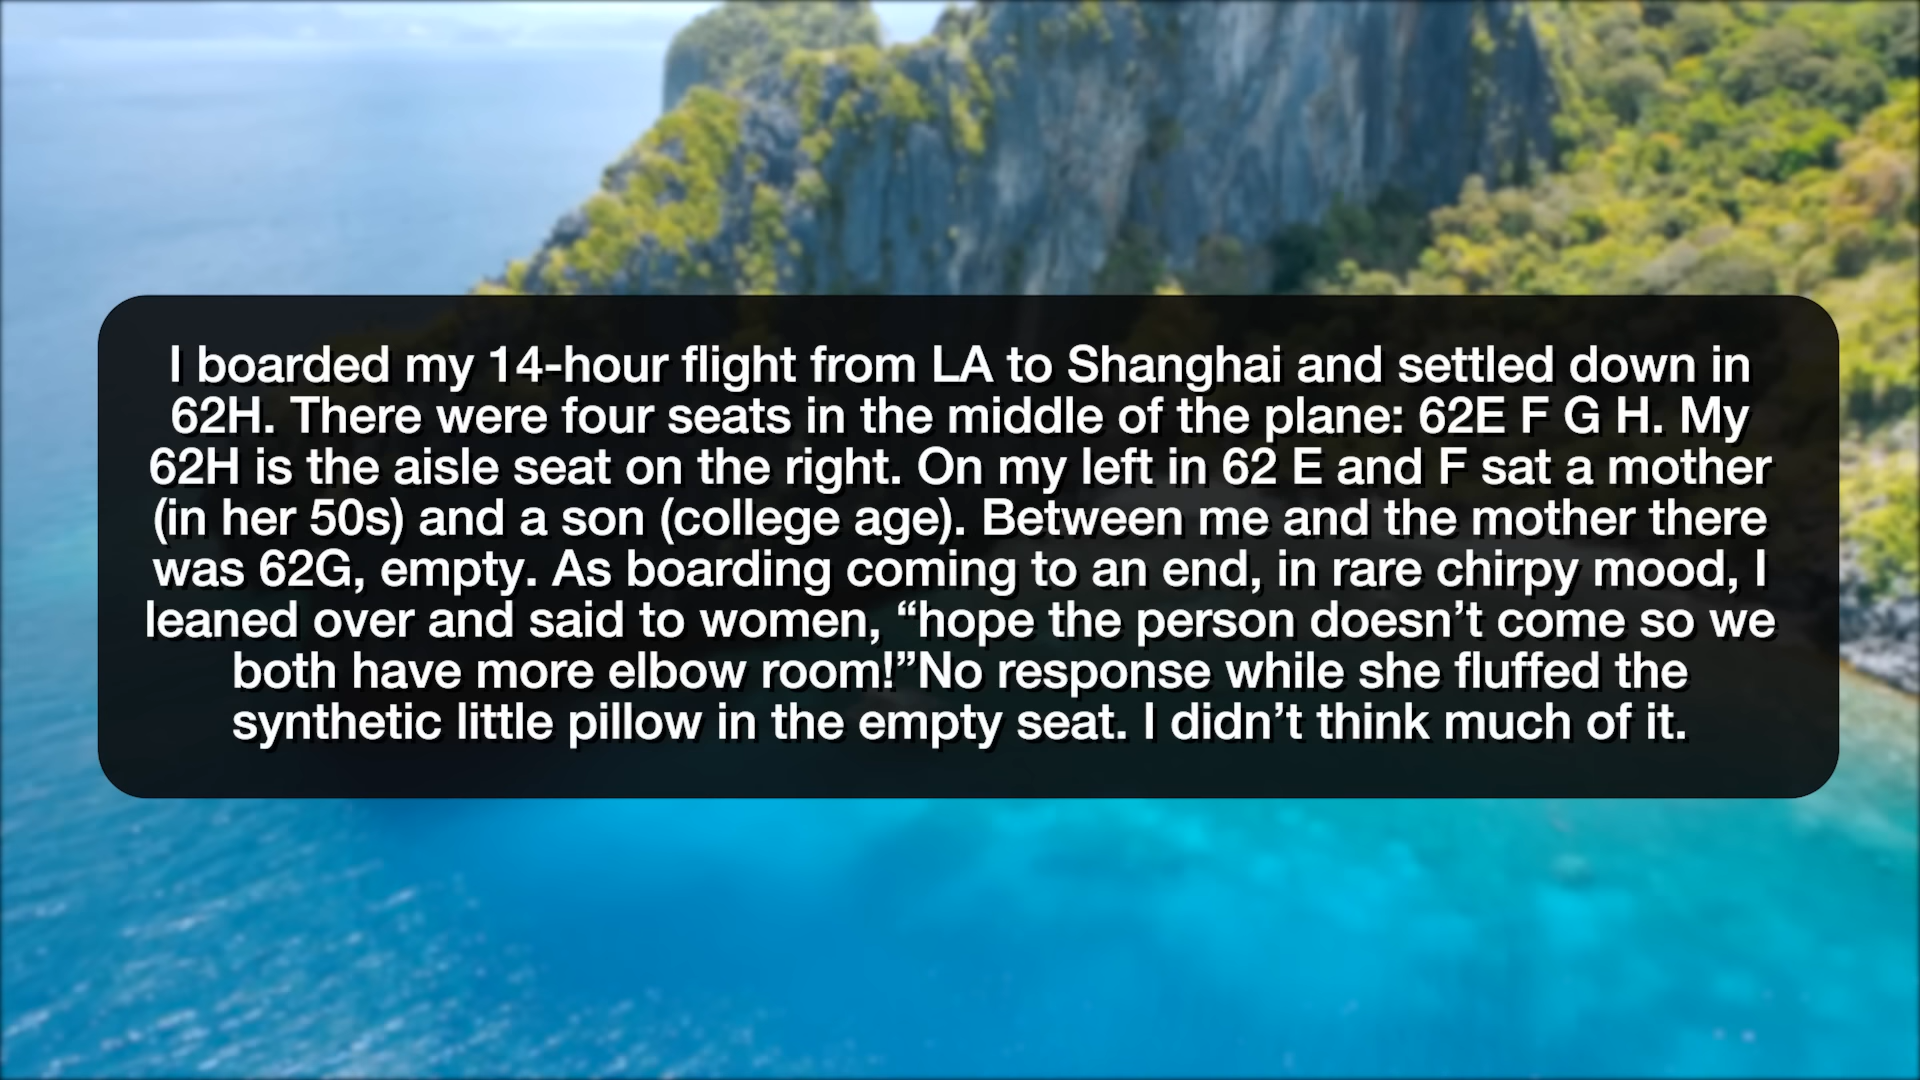 I boarded my 14-hour flight from LA to Shanghai and settled down in
62H. There were four seats in the middle of the plane: 62E F G H. My
62H is the aisle seat on the right. On my left in 62 E and F sat a mother
(in her 50s) and a son (college age). Between me and the mother there
was 62G, empty. As boarding coming to an end, in rare chirpy mood, I
leaned over and said to women, “hope the person doesn’t come so we
both have more elbow room!”No response while she fluffed the
synthetic little pillow in the empty seat. I didn’t think much of it.